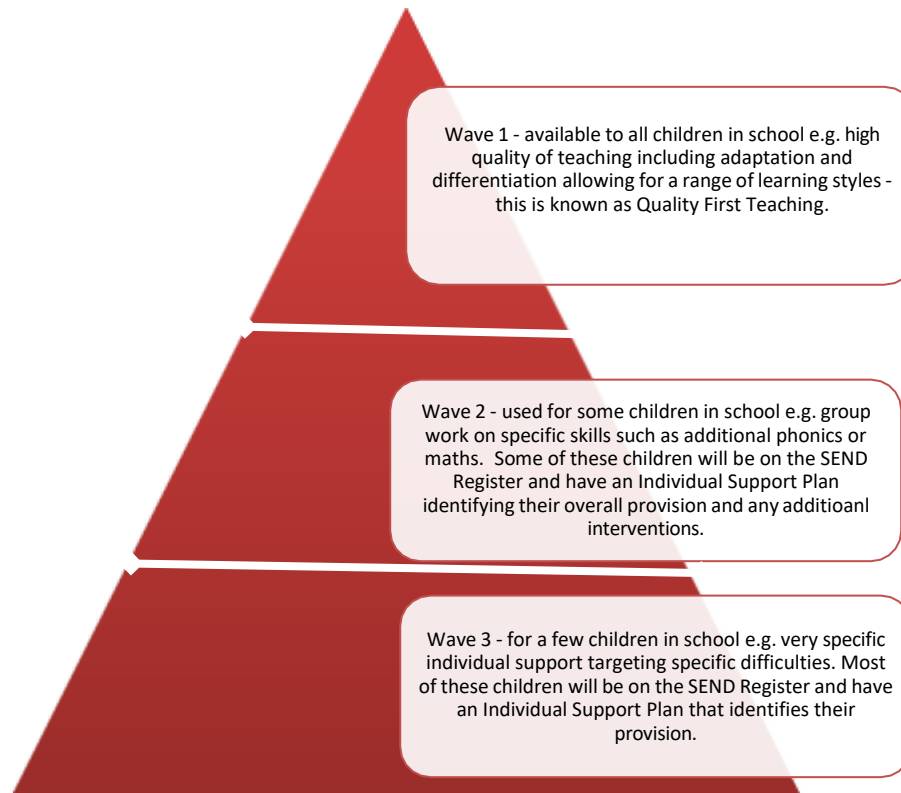 Wave 1 - available to all children in school e.g. high
quality of teaching including adaptation and
differentiation allowing for a range of learning styles -
this is known as Quality First Teaching.
Wave 2 - used for some children in school e.g. group
work on specific skills such as additional phonics or
maths.  Some of these children will be on the SEND
Register and have an Individual Support Plan
identifying their overall provision and any additioanl
interventions.
Wave 3 - for a few children in school e.g. very specific
individual support targeting specific difficulties. Most
of these children will be on the SEND Register and have
an Individual Support Plan that identifies their
provision.